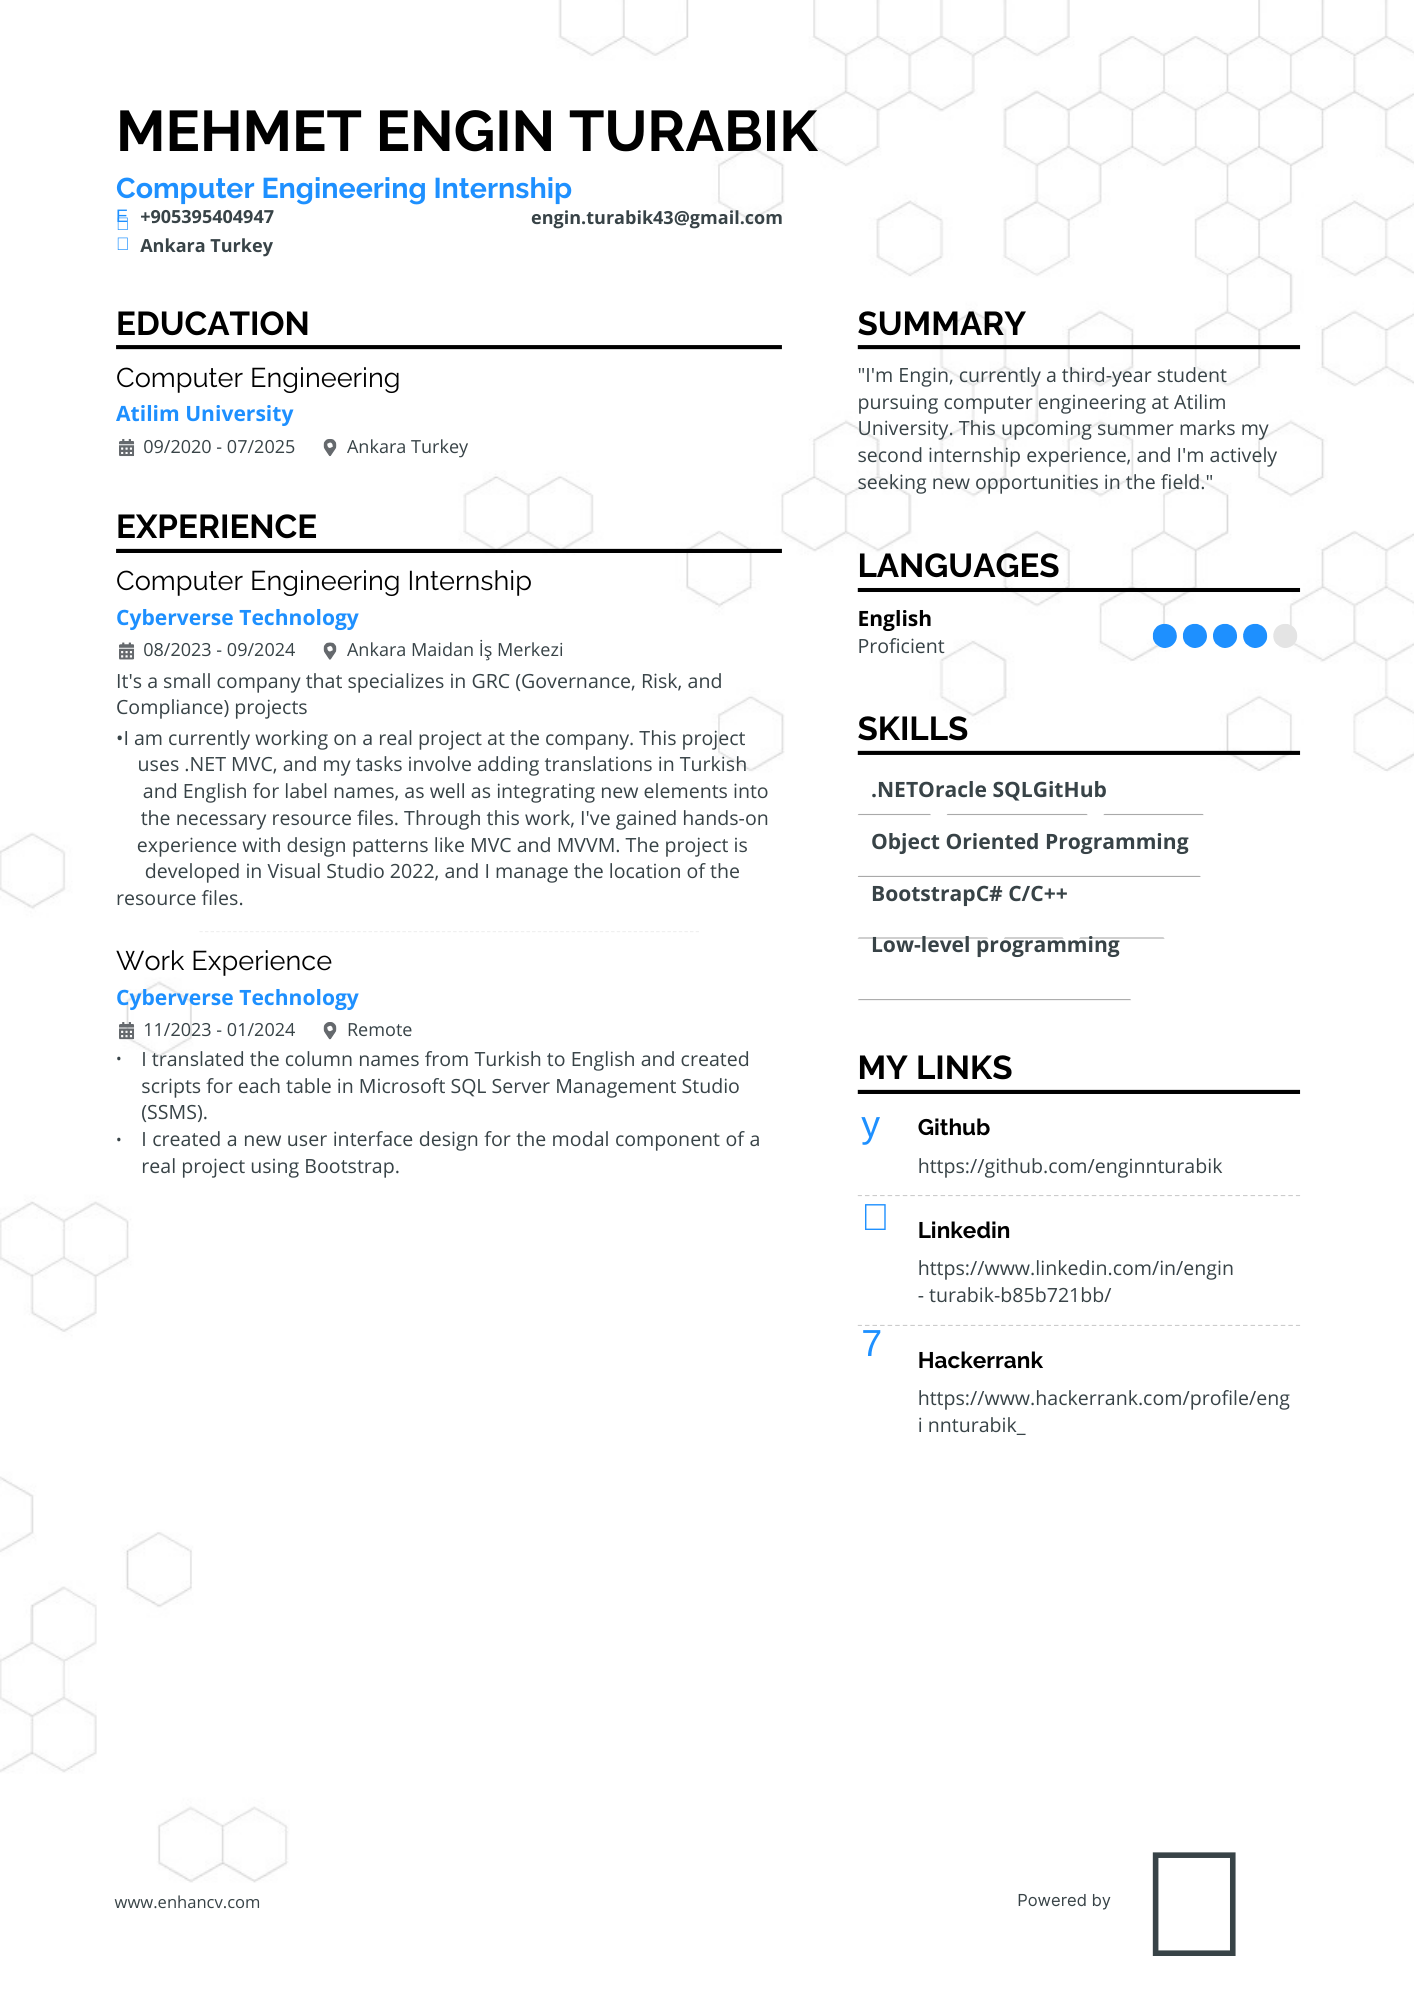 MEHMET ENGIN TURABIK
Computer Engineering Internship
E +905395404947 engin.turabik43@gmail.com
Ankara Turkey
EDUCATION
Computer Engineering
Atilim University
09/2020 - 07/2025 Ankara Turkey
EXPERIENCE
Computer Engineering Internship
Cyberverse Technology
08/2023 - 09/2024 Ankara Maidan İş Merkezi
It's a small company that specializes in GRC (Governance, Risk, and
Compliance) projects
•I am currently working on a real project at the company. This project
uses .NET MVC, and my tasks involve adding translations in Turkish
and English for label names, as well as integrating new elements into
the necessary resource files. Through this work, I've gained hands-on
experience with design patterns like MVC and MVVM. The project is
developed in Visual Studio 2022, and I manage the location of the
resource files.
Work Experience
Cyberverse Technology
11/2023 - 01/2024 Remote
• I translated the column names from Turkish to English and created
scripts for each table in Microsoft SQL Server Management Studio
(SSMS).
• I created a new user interface design for the modal component of a
real project using Bootstrap.
SUMMARY
"I'm Engin, currently a third-year student
pursuing computer engineering at Atilim
University. This upcoming summer marks my
second internship experience, and I'm actively
seeking new opportunities in the field."
LANGUAGES
English
Proficient
SKILLS
.NETOracle SQLGitHub
Object Oriented Programming
BootstrapC# C/C++
Low-level programming
MY LINKS
y Github
https://github.com/enginnturabik
Linkedin
https://www.linkedin.com/in/engin
- turabik-b85b721bb/
7 Hackerrank
https://www.hackerrank.com/profile/eng
i nnturabik_
www.enhancv.com
Powered by